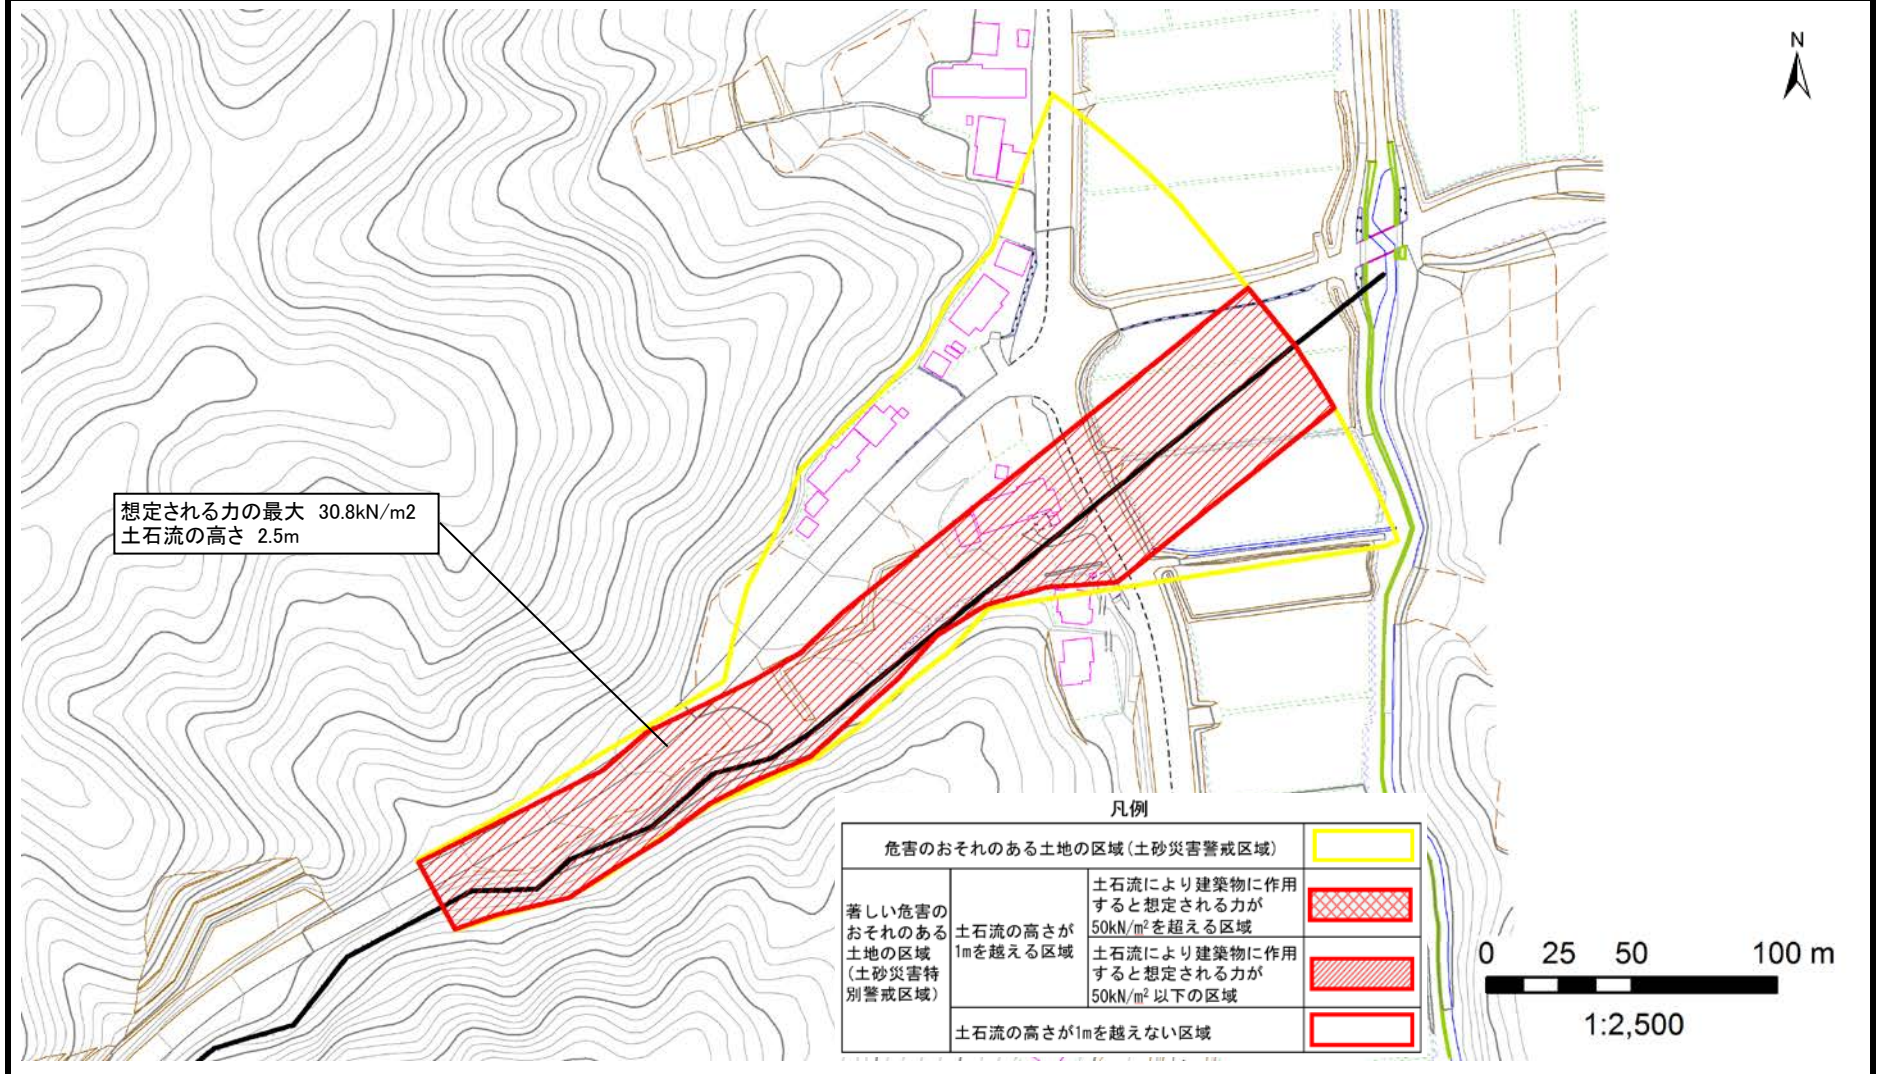 N
想定される力の最大 30.8kN/m2
土石流の高さ 2.5m
凡例
危害のおそれのある土地の区域（土砂災害警戒区域）
著しい危害の
おそれのある
土地の区域
（土砂災害特
別警戒区域）
土石流の高さが
1mを越える区域
土石流により建築物に作用
すると想定される力が
50kN/m²を超える区域
土石流により建築物に作用
すると想定される力が
50kN/m² 以下の区域
土石流の高さが1mを越えない区域
0 25 50 100 m
1:2,500